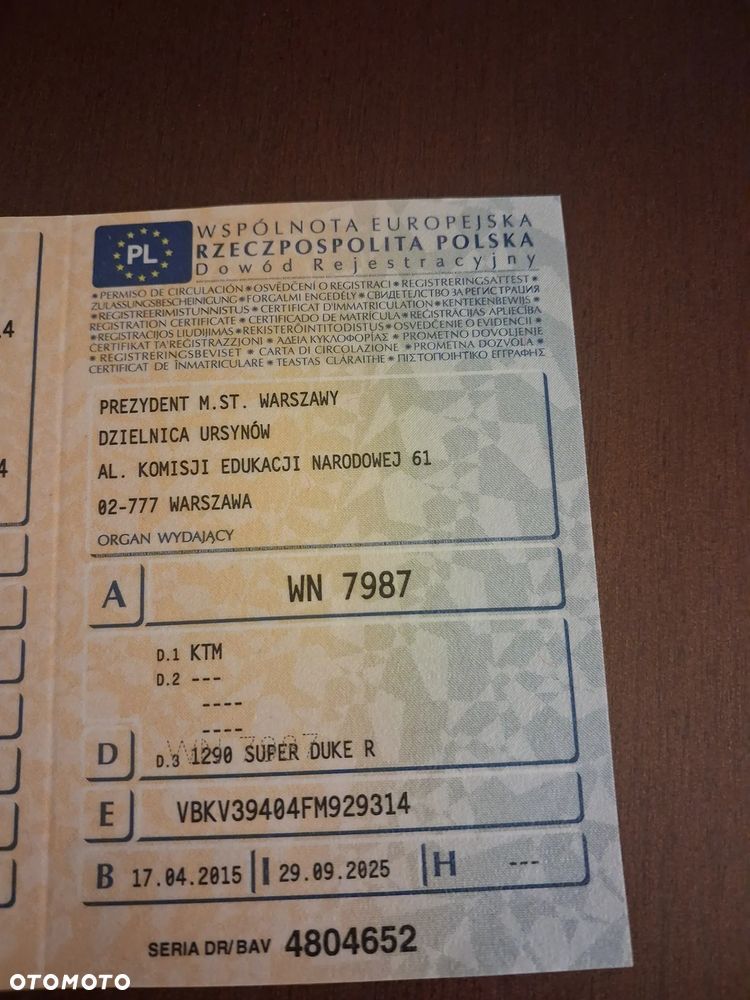 PL
WSPÓLNOTA EUROPEJSKA
RZECZPOSPOLITA POLSKA
Dowód Rejestracyjny
* PERMISO DE CIRCULACIÓN * OSVĚDČENÍ O REGISTRACI * REGISTRERINGSATTEST *
ZULASSUNGSBESCHEINIGUNG * FORGALMI ENGEDÉLY * СВИДЕТЕЛСТВО ЗА РЕГИСТРАЦИЯ
* REGISTREERIMISTUNNISTUS * CERTIFICAT D'IMMATRICULATION * KENTEKENBEWIJS *
REGISTRATION CERTIFICATE * CERTIFICADO DE MATRÍCULA * REĢISTRĀCIJAS APLIECĪBA
* REGISTRACIJOS LIUDIJIMAS * REKISTERÖINTITODISTUS * OSVEDČENIE O EVIDENCII *
CERTIFIKAT TA'REĠISTRAZZJONI * ΑΔΕΙΑ ΚΥΚΛΟΦΟΡΙΑΣ * PROMETNO DOVOLJENJE
* REGISTRERINGSBEVISET * CARTA DI CIRCOLAZIONE * PROMETNA DOZVOLA *
CERTIFICAT DE ÎNMATRICULARE * TEASTAS CLÁRAITHE * ΠΙΣΤΟΠΟΙΗΤΙΚΟ ΕΓΓΡΑΦΗΣ
PREZYDENT M.ST. WARSZAWY
DZIELNICA URSYNÓW
AL. KOMISJI EDUKACJI NARODOWEJ 61
02-777 WARSZAWA
ORGAN WYDAJĄCY
A WN 7987
D.1 KTM
D.2 ---
----
----
D D.3 1290 SUPER DUKE R
WN 7987
E VBKV39404FM929314
B 17.04.2015 I 29.09.2025 H ---
SERIA DR/BAV 4804652
OTOMOTO